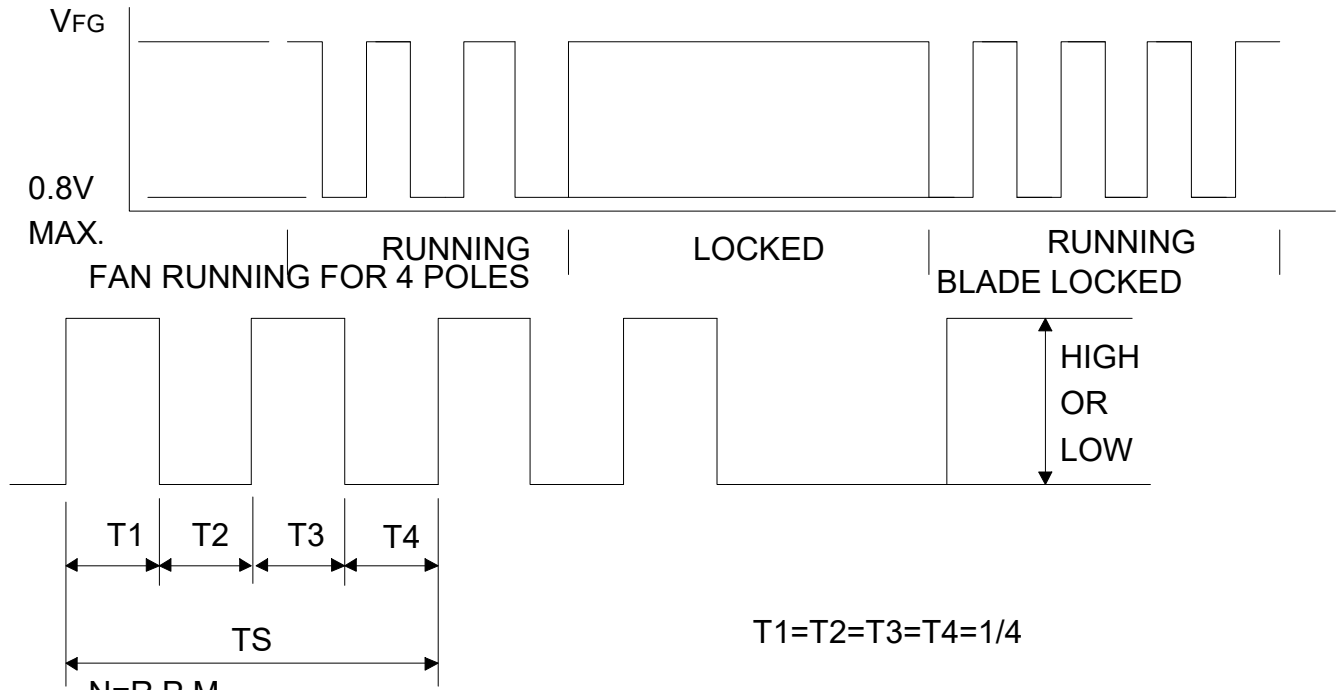 VFG
0.8V
MAX.
RUNNING
LOCKED
RUNNING
FAN RUNNING FOR 4 POLES
BLADE LOCKED
HIGH
OR
LOW
T1
T2
T3
T4
TS
T1=T2=T3=T4=1/4
N=R.P.M